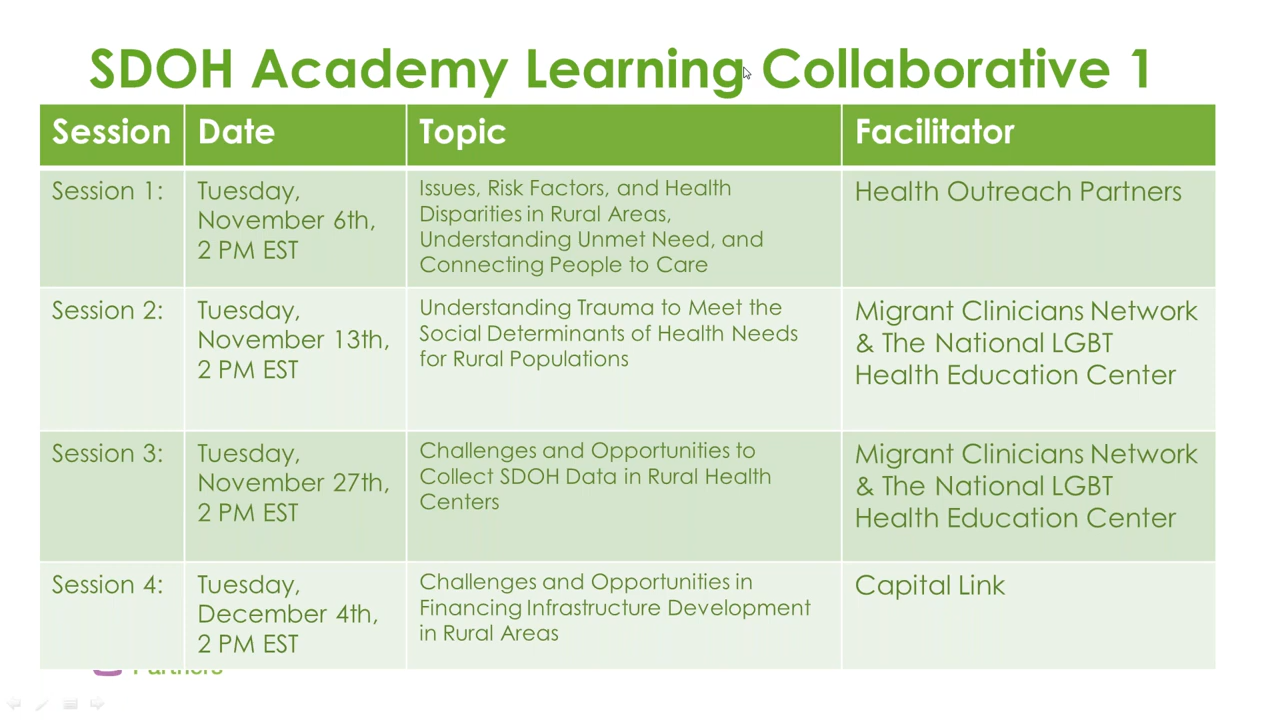 SDOH Academy Learning Collaborative 1
Session
Date
Topic
Facilitator
Session 1:
Tuesday,
November 6th,
2 PM EST
Issues, Risk Factors, and Health
Disparities in Rural Areas,
Understanding Unmet Need, and
Connecting People to Care
Health Outreach Partners
Session 2:
Tuesday,
November 13th,
2 PM EST
Understanding Trauma to Meet the
Social Determinants of Health Needs
for Rural Populations
Migrant Clinicians Network
& The National LGBT
Health Education Center
Session 3:
Tuesday,
November 27th,
2 PM EST
Challenges and Opportunities to
Collect SDOH Data in Rural Health
Centers
Migrant Clinicians Network
& The National LGBT
Health Education Center
Session 4:
Tuesday,
December 4th,
2 PM EST
Challenges and Opportunities in
Financing Infrastructure Development
in Rural Areas
Capital Link
Partners